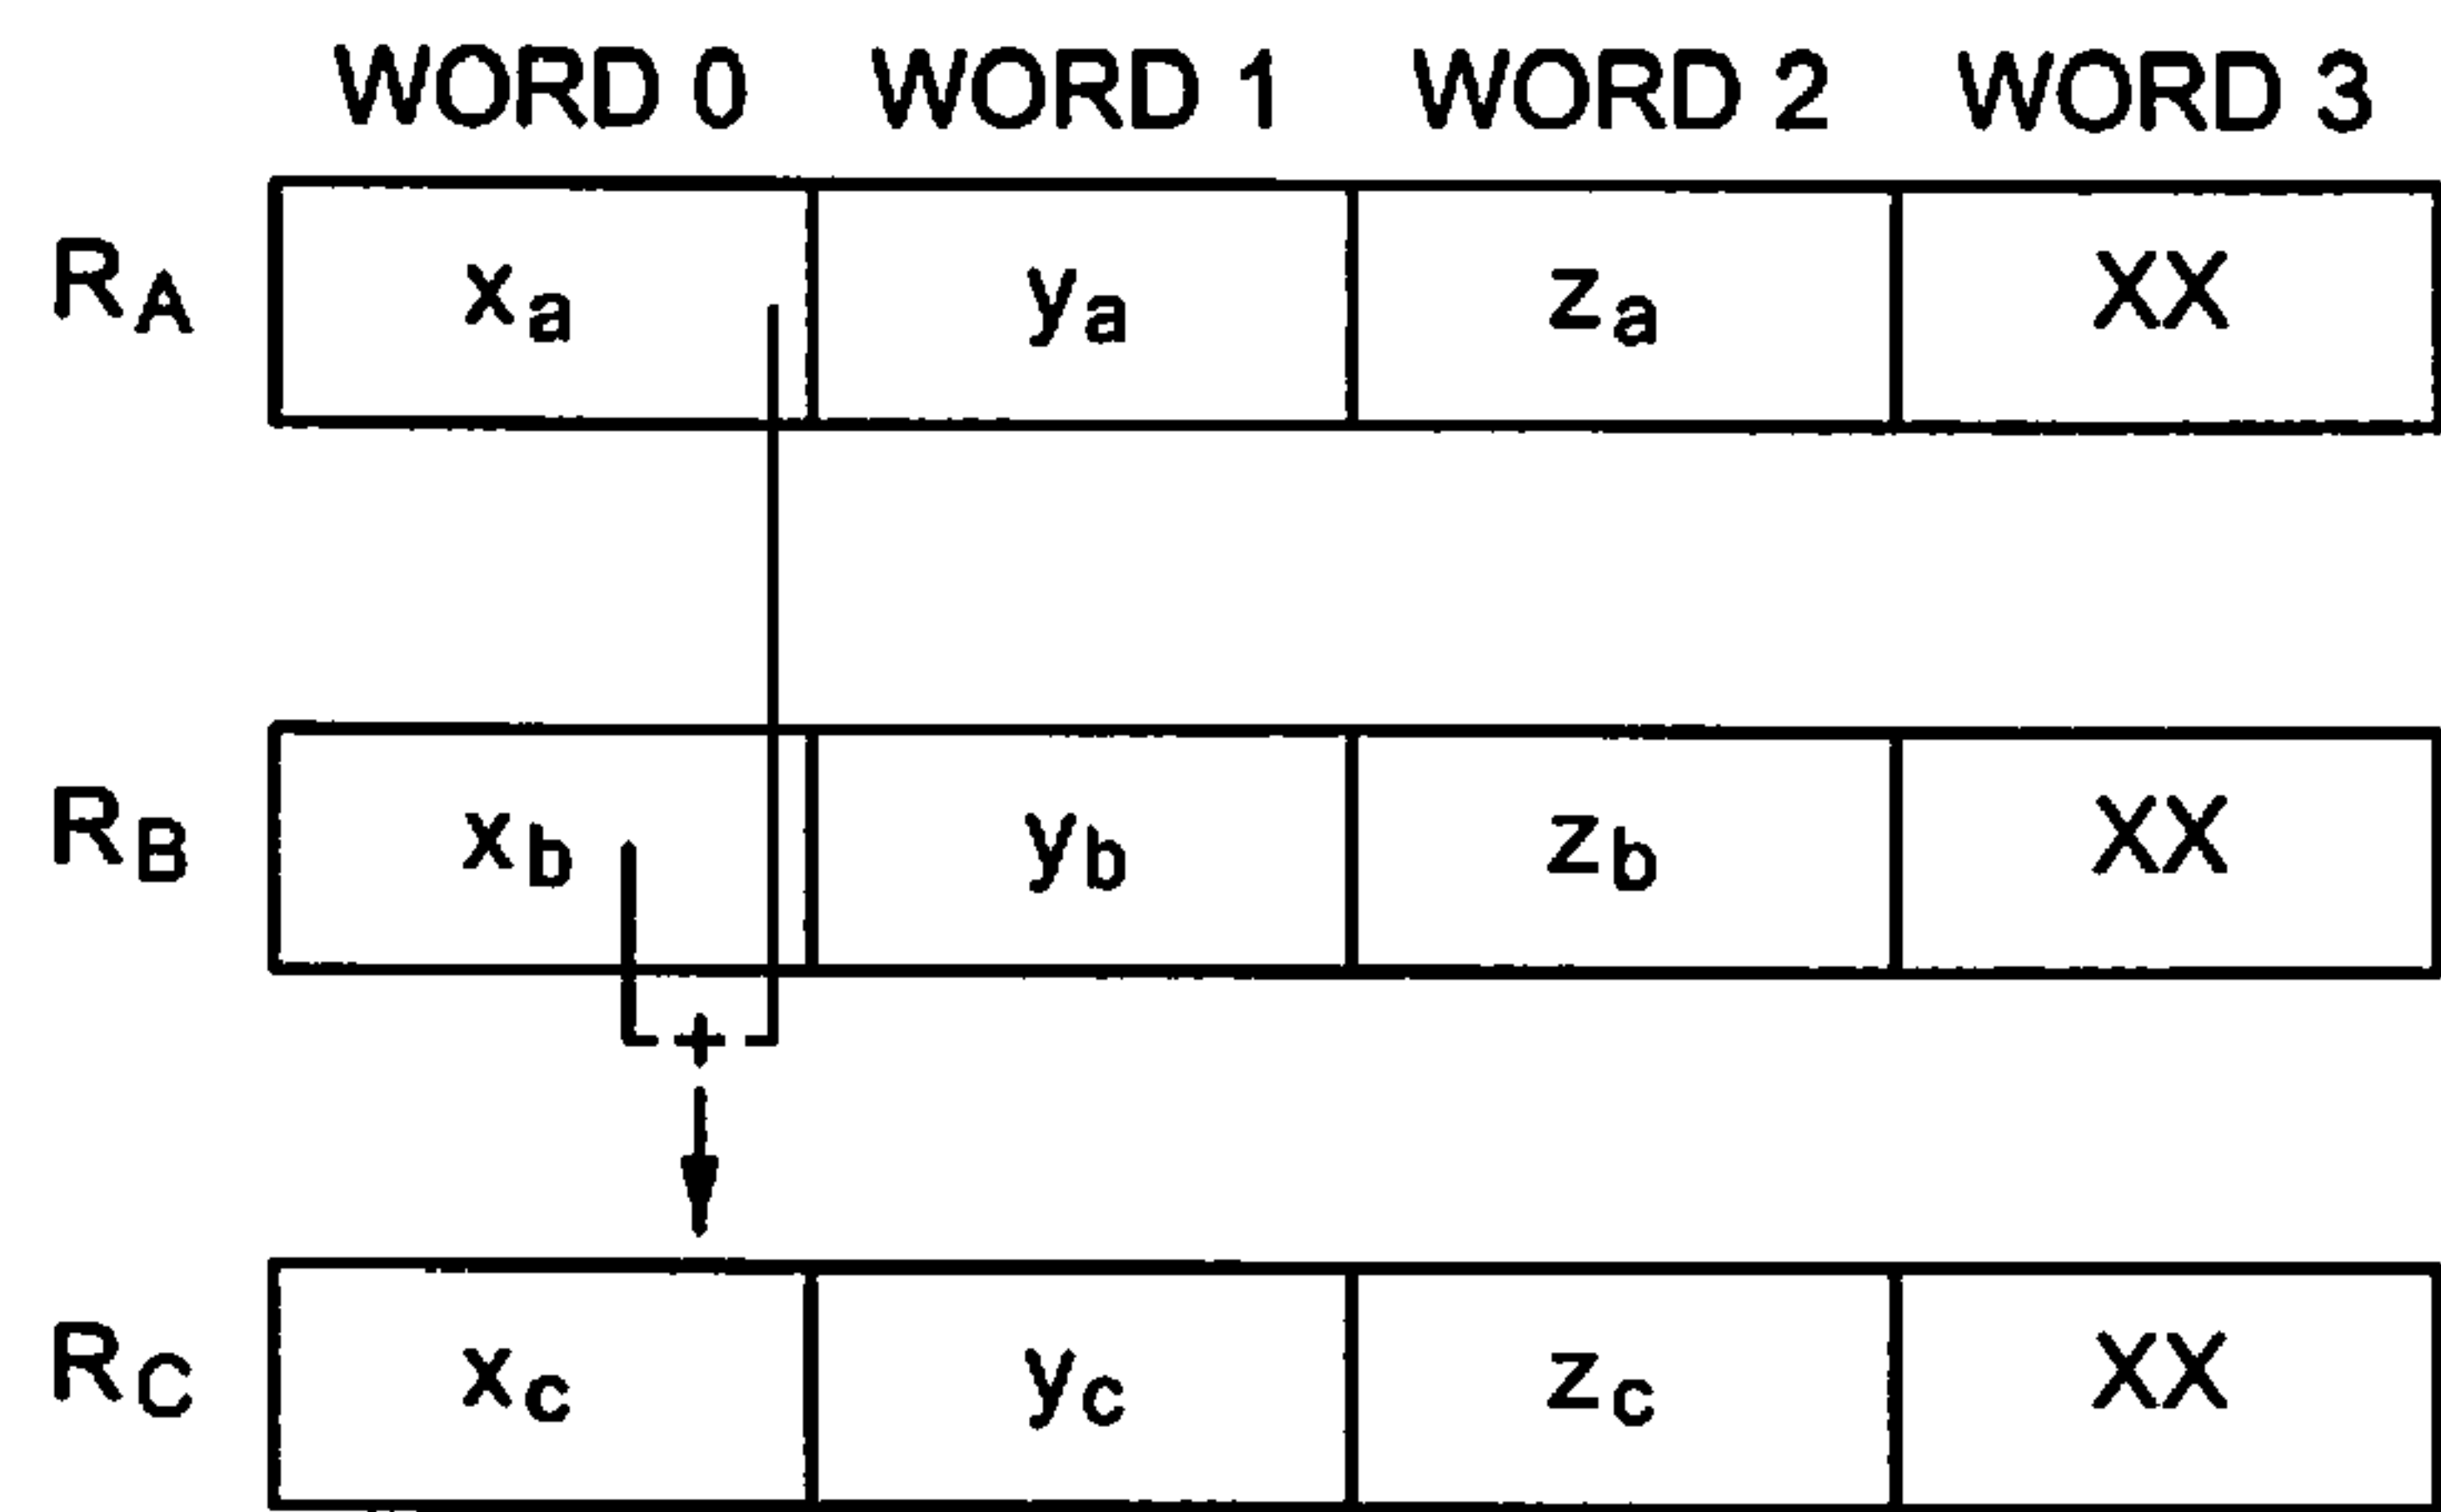 WORD 0 WORD 1 WORD 2 WORD 3
RA xa ya za XX
RB xb yb zb XX
+
RC xc yc zc XX